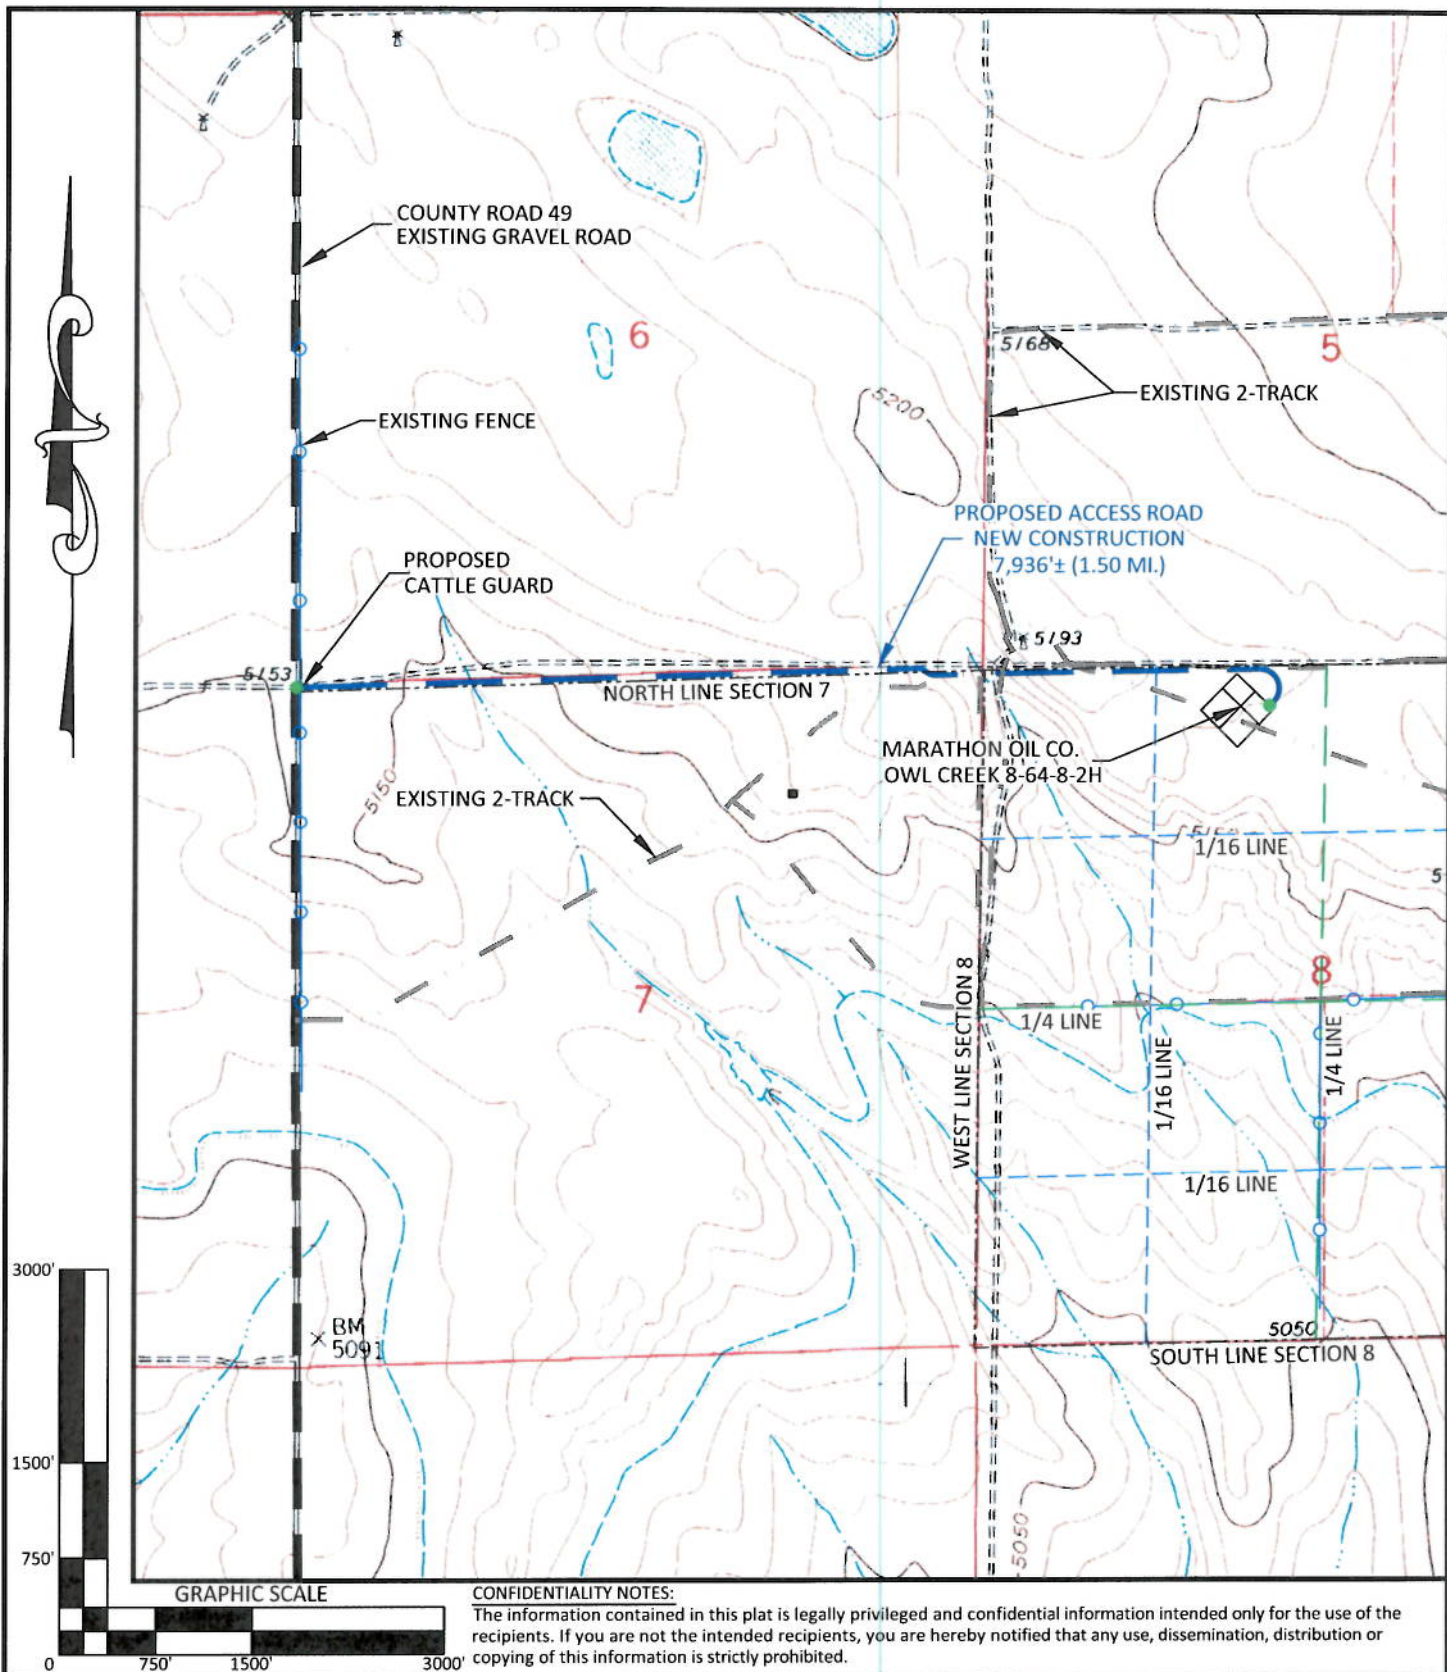 COUNTY ROAD 49
EXISTING GRAVEL ROAD
6
5168
5
EXISTING 2-TRACK
5200
EXISTING FENCE
PROPOSED ACCESS ROAD
NEW CONSTRUCTION
7,936'± (1.50 MI.)
PROPOSED
CATTLE GUARD
5193
5153
NORTH LINE SECTION 7
MARATHON OIL CO.
OWL CREEK 8-64-8-2H
5150
EXISTING 2-TRACK
1/16 LINE
5
8
7
WEST LINE SECTION 8
1/4 LINE
1/16 LINE
1/4 LINE
1/16 LINE
3000'
BM
5091
5050
SOUTH LINE SECTION 8
1500'
5050
750'
GRAPHIC SCALE
0
750'
1500'
3000'
CONFIDENTIALITY NOTES:
The information contained in this plat is legally privileged and confidential information intended only for the use of the
recipients. If you are not the intended recipients, you are hereby notified that any use, dissemination, distribution or
copying of this information is strictly prohibited.